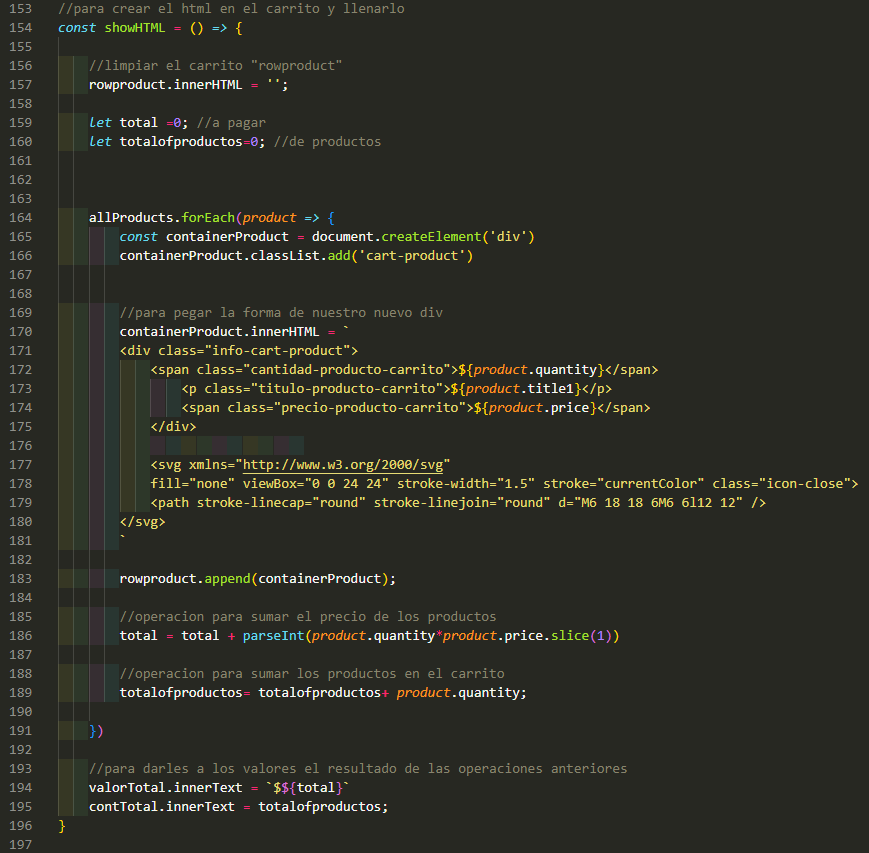 153 //para crear el html en el carrito y llenarlo
154 const showHTML = () => {
155
156 //limpiar el carrito "rowproduct"
157 rowproduct.innerHTML = '';
158
159 let total =0; //a pagar
160 let totalofproductos=0; //de productos
161
162
163
164 allProducts.forEach(product => {
165 const containerProduct = document.createElement('div')
166 containerProduct.classList.add('cart-product')
167
168
169 //para pegar la forma de nuestro nuevo div
170 containerProduct.innerHTML = `
171 <div class="info-cart-product">
172 <span class="cantidad-producto-carrito">${product.quantity}</span>
173 <p class="titulo-producto-carrito">${product.title1}</p>
174 <span class="precio-producto-carrito">${product.price}</span>
175 </div>
176
177 <svg xmlns="http://www.w3.org/2000/svg"
178 fill="none" viewBox="0 0 24 24" stroke-width="1.5" stroke="currentColor" class="icon-close">
179 <path stroke-linecap="round" stroke-linejoin="round" d="M6 18 18 6M6 6l12 12" />
180 </svg>
181 `
182
183 rowproduct.append(containerProduct);
184
185 //operacion para sumar el precio de los productos
186 total = total + parseInt(product.quantity*product.price.slice(1))
187
188 //operacion para sumar los productos en el carrito
189 totalofproductos= totalofproductos+ product.quantity;
190
191 })
192
193 //para darles a los valores el resultado de las operaciones anteriores
194 valorTotal.innerText = `$${total}`
195 contTotal.innerText = totalofproductos;
196 }
197